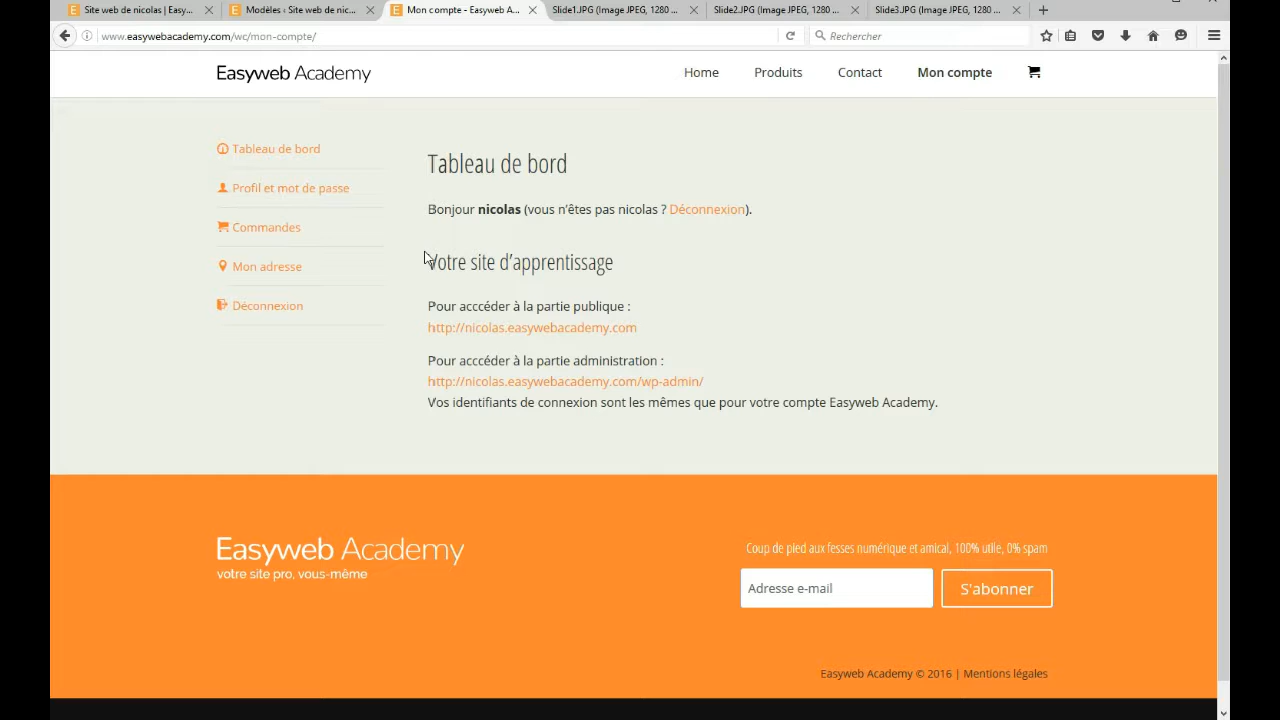 Site web de nicolas | Easy...
Modèles ‹ Site web de nic...
Mon compte - Easyweb A...
Slide1.JPG (Image JPEG, 1280 ...
Slide2.JPG (Image JPEG, 1280 ...
Slide3.JPG (Image JPEG, 1280 ...
www.easywebacademy.com/wc/mon-compte/
Rechercher
Easyweb Academy
Home
Produits
Contact
Mon compte
Tableau de bord
Profil et mot de passe
Commandes
Mon adresse
Déconnexion
Tableau de bord
Bonjour nicolas (vous n'êtes pas nicolas ? Déconnexion).
Votre site d'apprentissage
Pour acccéder à la partie publique :
http://nicolas.easywebacademy.com
Pour acccéder à la partie administration :
http://nicolas.easywebacademy.com/wp-admin/
Vos identifiants de connexion sont les mêmes que pour votre compte Easyweb Academy.
Easyweb Academy
votre site pro, vous-même
Coup de pied aux fesses numérique et amical, 100% utile, 0% spam
Adresse e-mail
S'abonner
Easyweb Academy © 2016 | Mentions légales